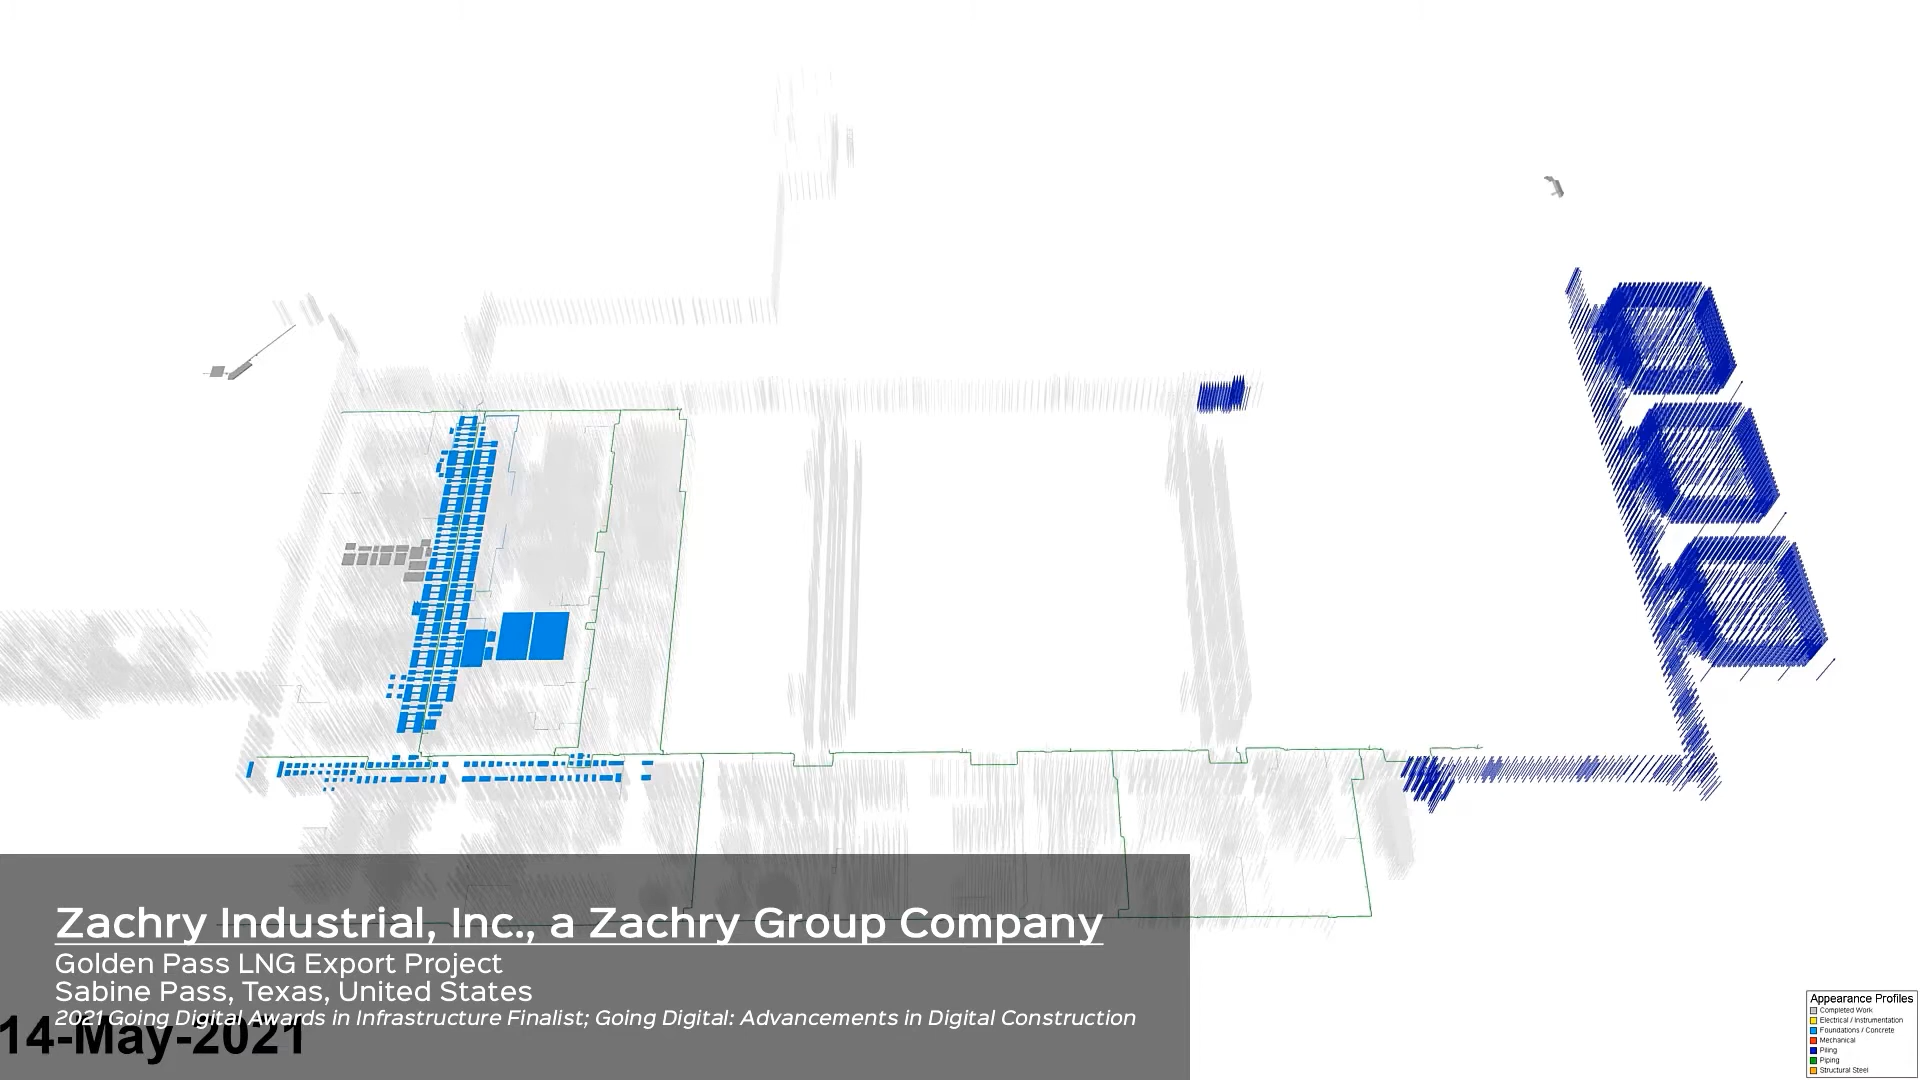 Zachry Industrial, Inc., a Zachry Group Company
Golden Pass LNG Export Project
Sabine Pass, Texas, United States
2021 Going Digital Awards in Infrastructure Finalist; Going Digital: Advancements in Digital Construction
14-May-2021
Appearance Profiles
Completed Work
Electrical / Instrumentation
Foundations / Concrete
Mechanical
Piling
Piping
Structural Steel